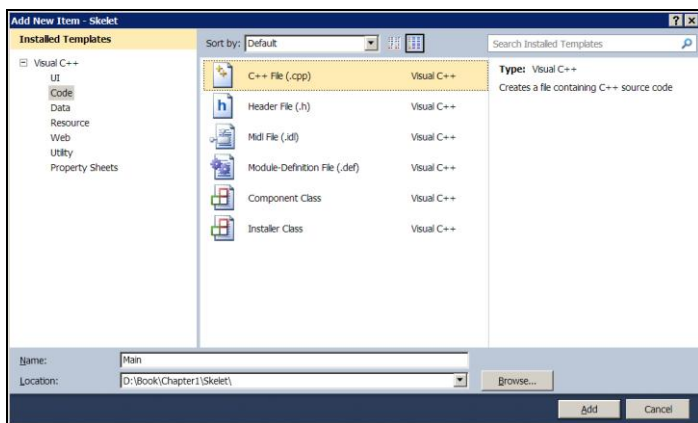 Add New Item - Skelet
Installed Templates
Sort by: Default
Search Installed Templates
Visual C++
UI
Code
Data
Resource
Web
Utility
Property Sheets
C++ File (.cpp) Visual C++
Header File (.h) Visual C++
Midl File (.idl) Visual C++
Module-Definition File (.def) Visual C++
Component Class Visual C++
Installer Class Visual C++
Type: Visual C++
Creates a file containing C++ source code
Name: Main
Location: D:\Book\Chapter1\Skelet\
Browse...
Add Cancel